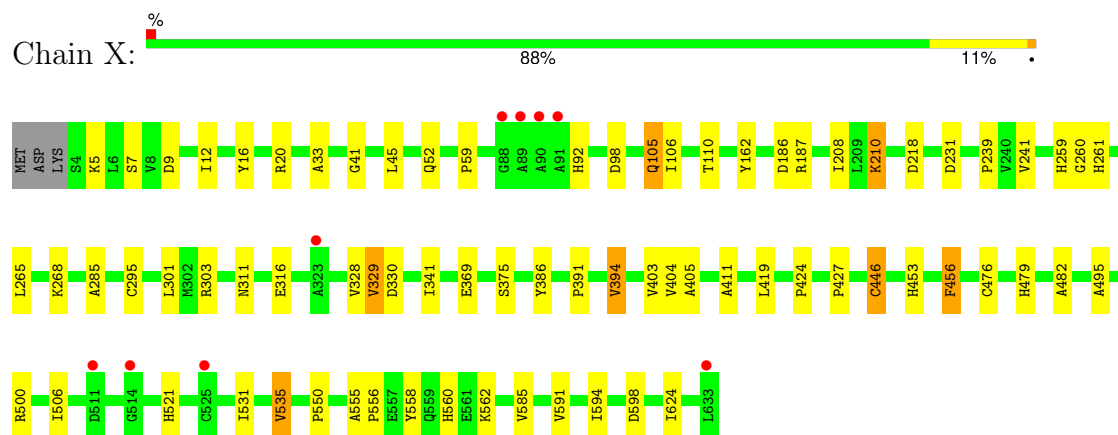 %
Chain X:
88% 11% •
MET ASP LYS S4 K5 L6 S7 V8 D9 I12 Y16 R20 A33 G41 L45 Q52 P59 G88 A89 A90 A91 H92 D98 Q105 I106 T110 Y162 D186 R187 I208 L209 K210 D218 D231 P239 V240 V241 H259 G260 H261
L265 K268 A285 C295 L301 M302 R303 N311 E316 A323 V328 V329 D330 I341 E369 S375 Y386 P391 V394 V403 V404 A405 A411 L419 P424 P427 C446 H453 F456 C476 H479 A482 A495
R500 I506 D511 G514 H521 C525 I531 V535 P550 A555 P556 E557 Y558 Q559 H560 E561 K562 V585 V591 I594 D598 I624 L633